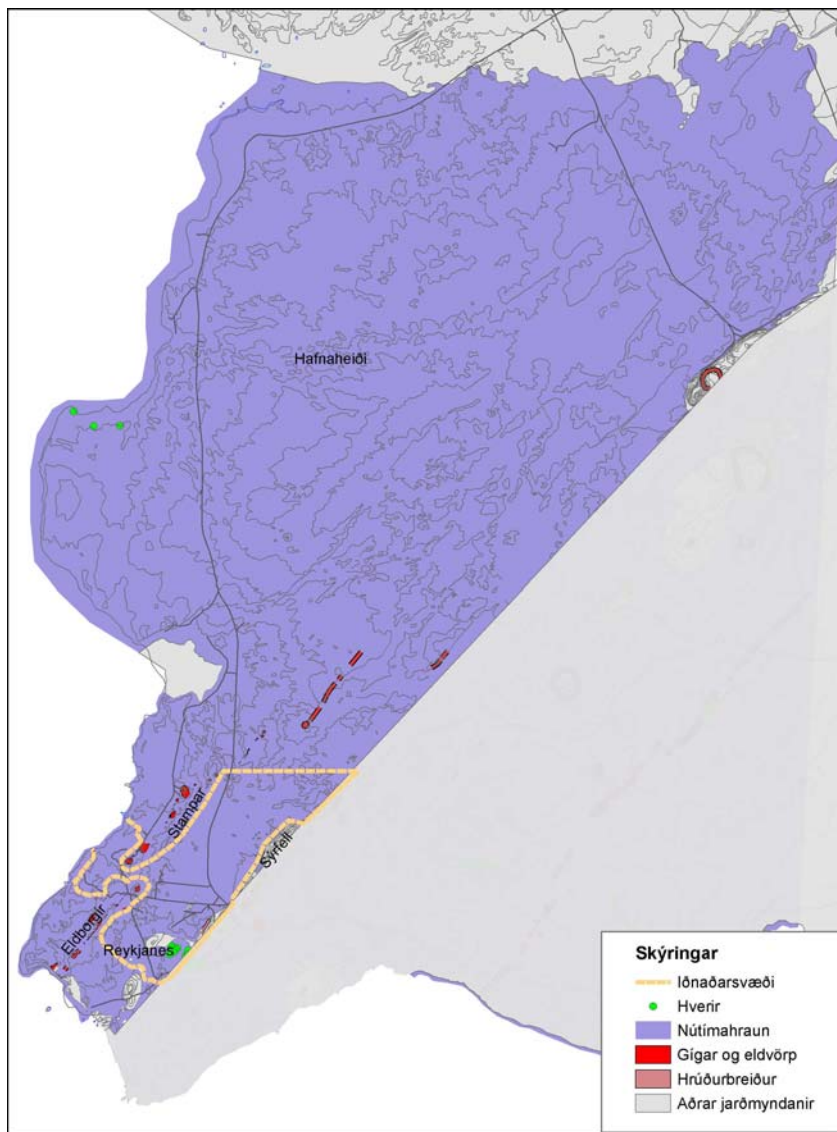 Hafnaheiði
Stampar
Sýrfell
Eldborgir
Reykjanes
Skýringar
Iðnaðarsvæði
Hverir
Nútímahraun
Gígar og eldvörp
Hrúðurbreiður
Aðrar jarðmyndanir